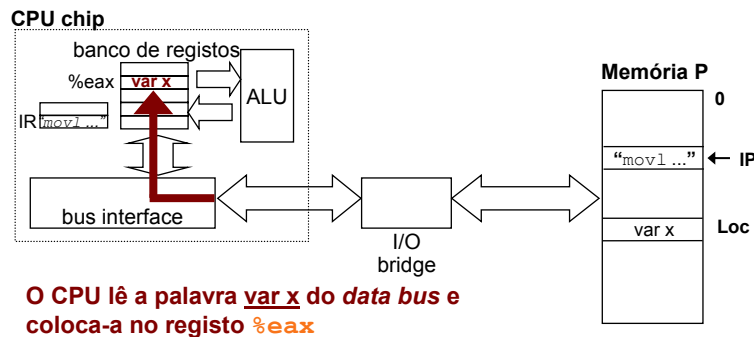 CPU chip
banco de registos
%eax
var x
ALU
IR
"movl ..."
bus interface
I/O
bridge
Memória P
0
“movl ...”
IP
var x
Loc
O CPU lê a palavra var x do data bus e
coloca-a no registo %eax